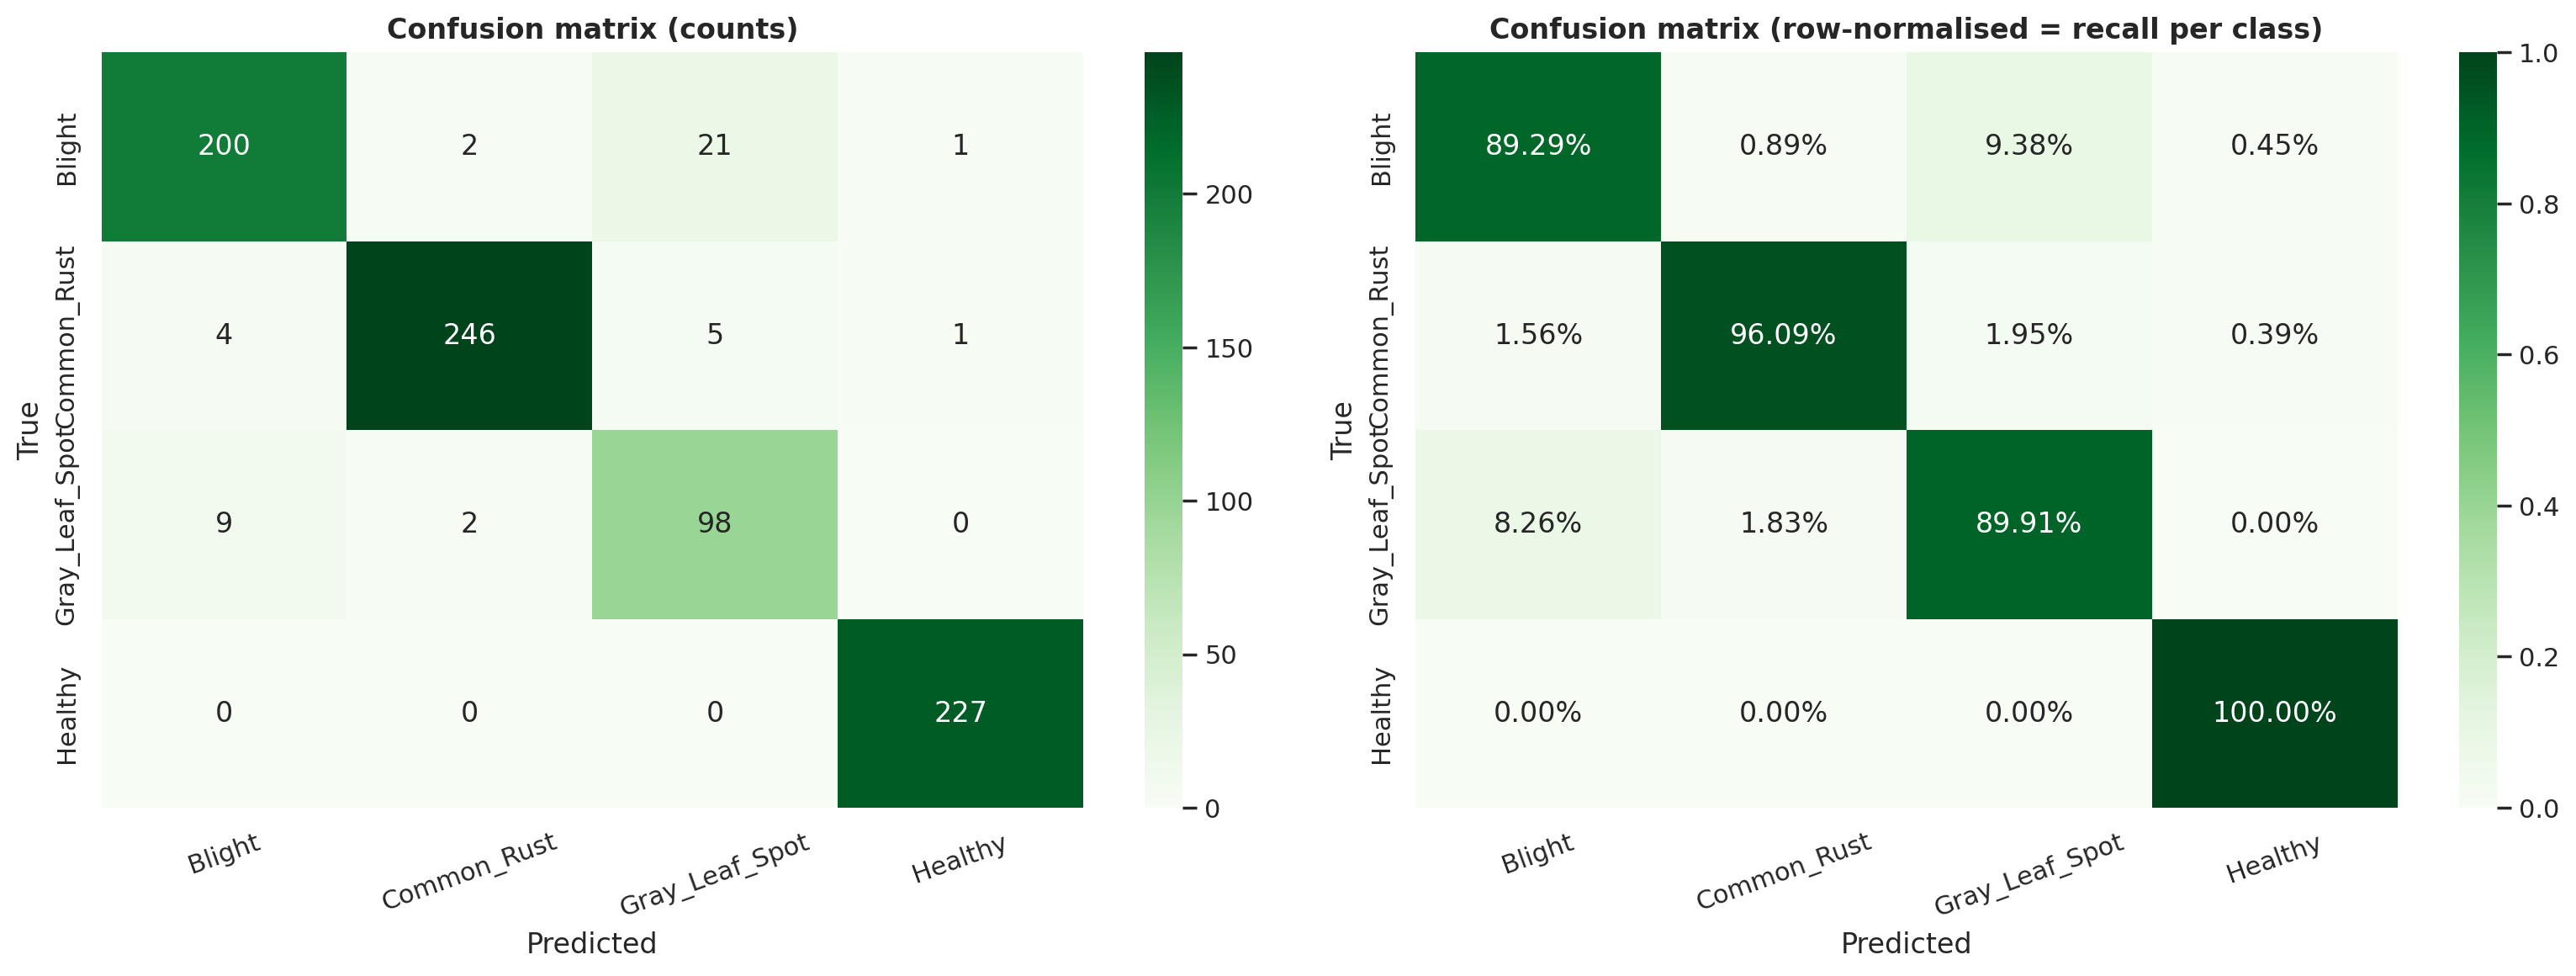 Confusion matrix (counts)
True
Blight
200 2 21 1
Common_Rust
4 246 5 1
Gray_Leaf_Spot
9 2 98 0
Healthy
0 0 0 227
Blight Common_Rust Gray_Leaf_Spot Healthy
Predicted
200
150
100
50
0
Confusion matrix (row-normalised = recall per class)
True
Blight
89.29% 0.89% 9.38% 0.45%
Common_Rust
1.56% 96.09% 1.95% 0.39%
Gray_Leaf_Spot
8.26% 1.83% 89.91% 0.00%
Healthy
0.00% 0.00% 0.00% 100.00%
Blight Common_Rust Gray_Leaf_Spot Healthy
Predicted
1.0
0.8
0.6
0.4
0.2
0.0